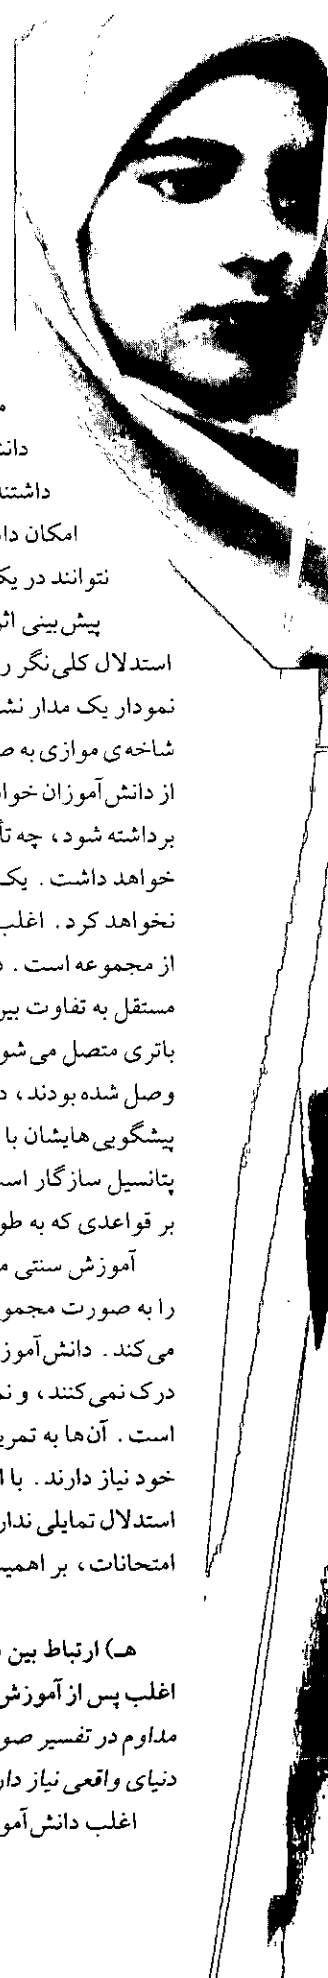 دانش
داشتند
امکان دا
نتوانند در یک
پیش‌بینی اثر
استدلال کلی‌نگر ر
نمودار یک مدار نش
شاخه‌ی موازی به ص
از دانش‌آموزان خوا
برداشته شود، چه تأ
خواهد داشت. یک
نخواهد کرد. اغلب
از مجموعه است. د
مستقل به تفاوت بین
باتری متصل می‌شو
وصل شده بودند، د
پیشگویی‌هایشان با
پتانسیل سازگار اس
بر قواعدی که به طو
آموزش سنتی م
را به صورت مجمو
می‌کند. دانش‌آموز
درک نمی‌کنند، و نم
است. آن‌ها به تمر
خود نیاز دارند. با ا
استدلال تمایلی ندار
امتحانات، بر اهمی
هـ) ارتباط بین
اغلب پس از آموزش
مداوم در تفسیر صو
دنیای واقعی نیاز دار
اغلب دانش‌آمو